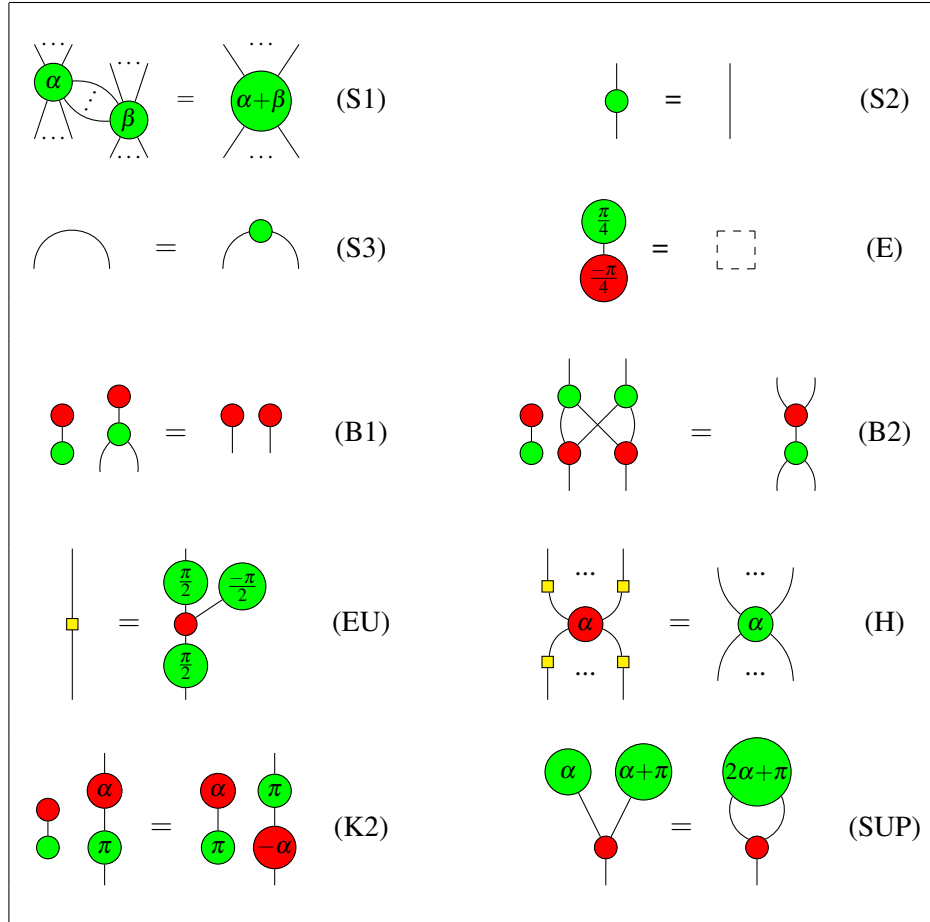 ... ...
α ⋮ β = α+β (S1)
... ...
= (S2)
= (S3)
π/4
-π/4
= (E)
= (B1)
= (B2)
= π/2 -π/2 π/2 (EU)
... α ... = ... α ... (H)
α π = α π π -α (K2)
α α+π = 2α+π (SUP)